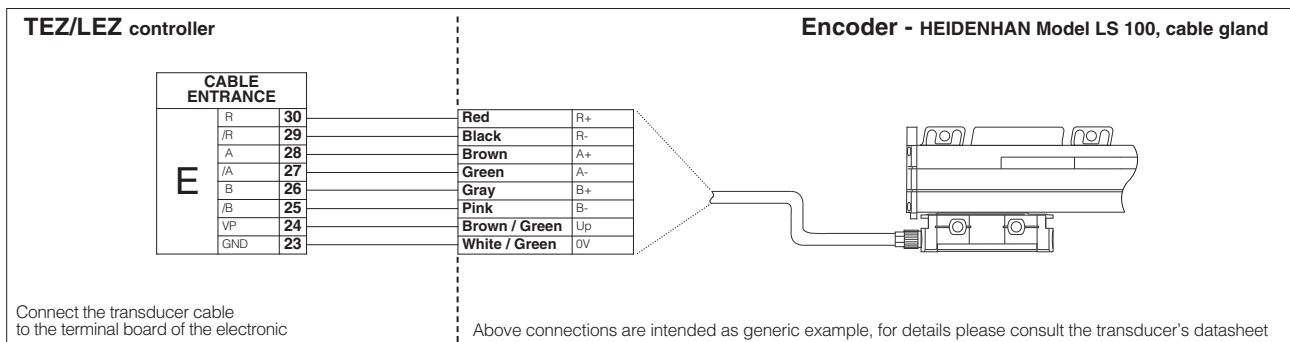 TEZ/LEZ controller
Encoder - HEIDENHAN Model LS 100, cable gland
CABLE
ENTRANCE
E
R 30 Red R+
/R 29 Black R-
A 28 Brown A+
/A 27 Green A-
B 26 Gray B+
/B 25 Pink B-
VP 24 Brown / Green Up
GND 23 White / Green 0V
Connect the transducer cable
to the terminal board of the electronic
Above connections are intended as generic example, for details please consult the transducer's datasheet